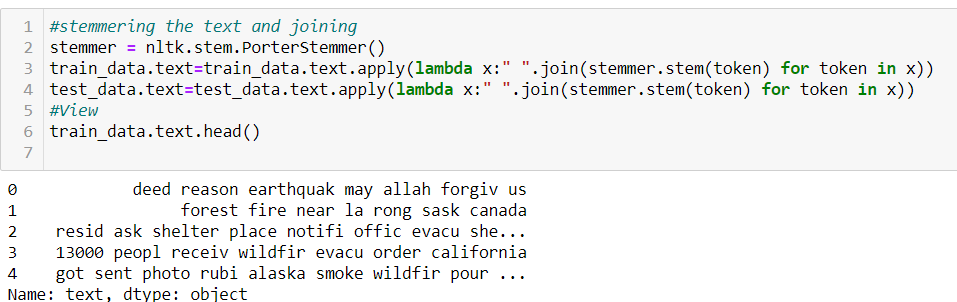 1 #stemmering the text and joining
2 stemmer = nltk.stem.PorterStemmer()
3 train_data.text=train_data.text.apply(lambda x:" ".join(stemmer.stem(token) for token in x))
4 test_data.text=test_data.text.apply(lambda x:" ".join(stemmer.stem(token) for token in x))
5 #View
6 train_data.text.head()
7
0 deed reason earthquak may allah forgiv us
1 forest fire near la rong sask canada
2 resid ask shelter place notifi offic evacu she...
3 13000 peopl receiv wildfir evacu order california
4 got sent photo rubi alaska smoke wildfir pour ...
Name: text, dtype: object